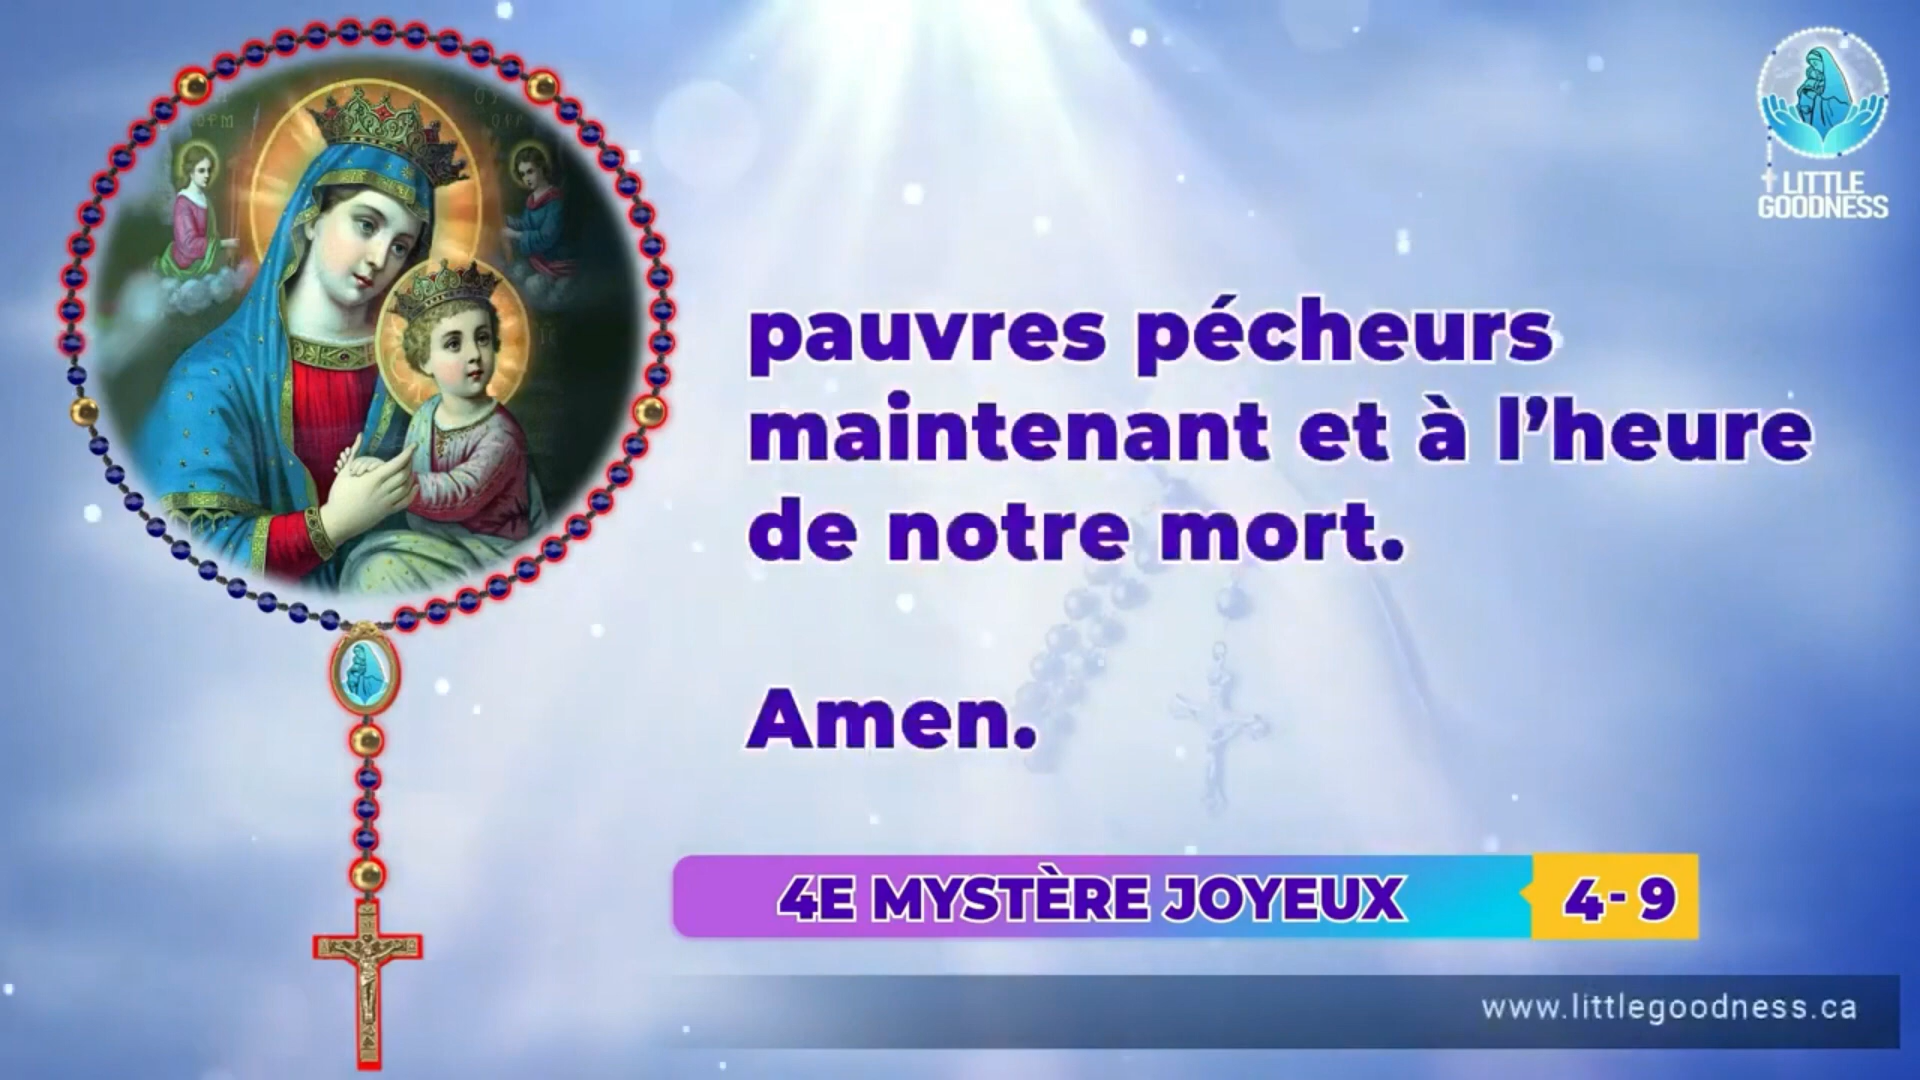 LITTLE
GOODNESS
pauvres pécheurs
maintenant et à l’heure
de notre mort.
Amen.
4E MYSTÈRE JOYEUX
4-9
www.littlegoodness.ca